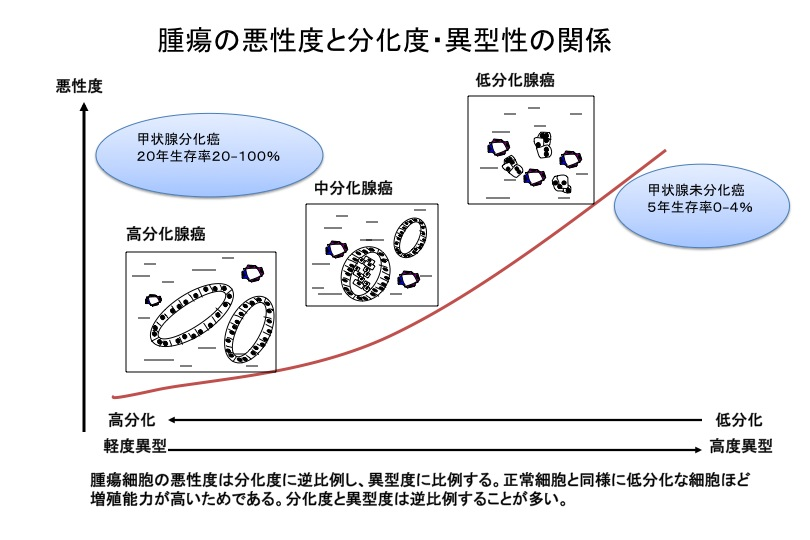 腫瘍の悪性度と分化度・異型性の関係
悪性度
低分化腺癌
甲状腺分化癌
20年生存率20-100%
中分化腺癌
甲状腺未分化癌
5年生存率0-4%
高分化腺癌
高分化
低分化
軽度異型
高度異型
腫瘍細胞の悪性度は分化度に逆比例し、異型度に比例する。正常細胞と同様に低分化な細胞ほど
増殖能力が高いためである。分化度と異型度は逆比例することが多い。